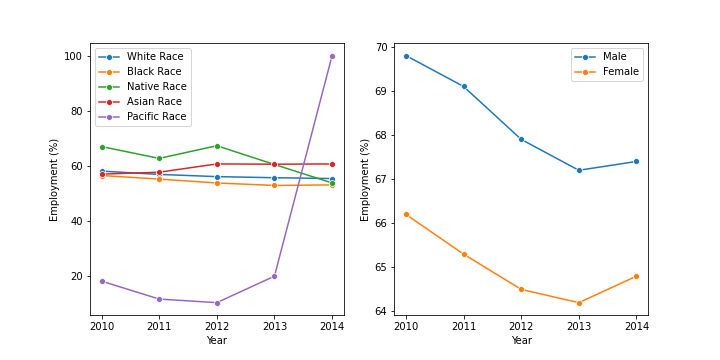 100
80
60
40
20
Employment (%)
White Race
Black Race
Native Race
Asian Race
Pacific Race
2010 2011 2012 2013 2014
Year
70
69
68
67
66
65
64
Employment (%)
Male
Female
2010 2011 2012 2013 2014
Year